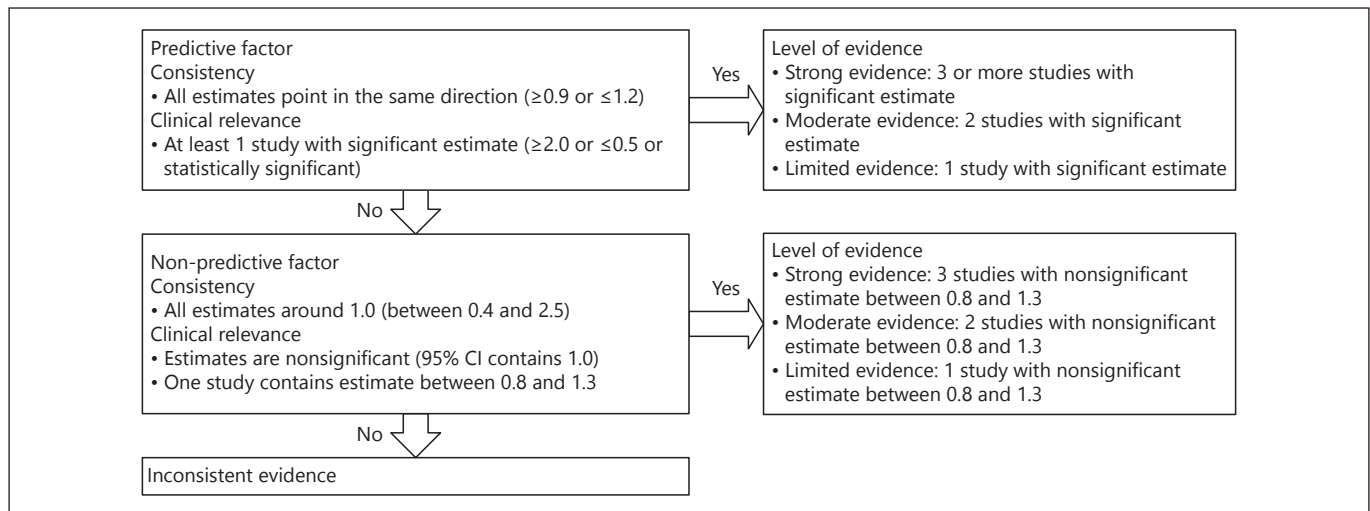 Predictive factor
Consistency
• All estimates point in the same direction (≥0.9 or ≤1.2)
Clinical relevance
• At least 1 study with significant estimate (≥2.0 or ≤0.5 or
statistically significant)
Yes
Level of evidence
• Strong evidence: 3 or more studies with
significant estimate
• Moderate evidence: 2 studies with significant
estimate
• Limited evidence: 1 study with significant estimate
No
Non-predictive factor
Consistency
• All estimates around 1.0 (between 0.4 and 2.5)
Clinical relevance
• Estimates are nonsignificant (95% CI contains 1.0)
• One study contains estimate between 0.8 and 1.3
Yes
Level of evidence
• Strong evidence: 3 studies with nonsignificant
estimate between 0.8 and 1.3
• Moderate evidence: 2 studies with nonsignificant
estimate between 0.8 and 1.3
• Limited evidence: 1 study with nonsignificant
estimate between 0.8 and 1.3
No
Inconsistent evidence